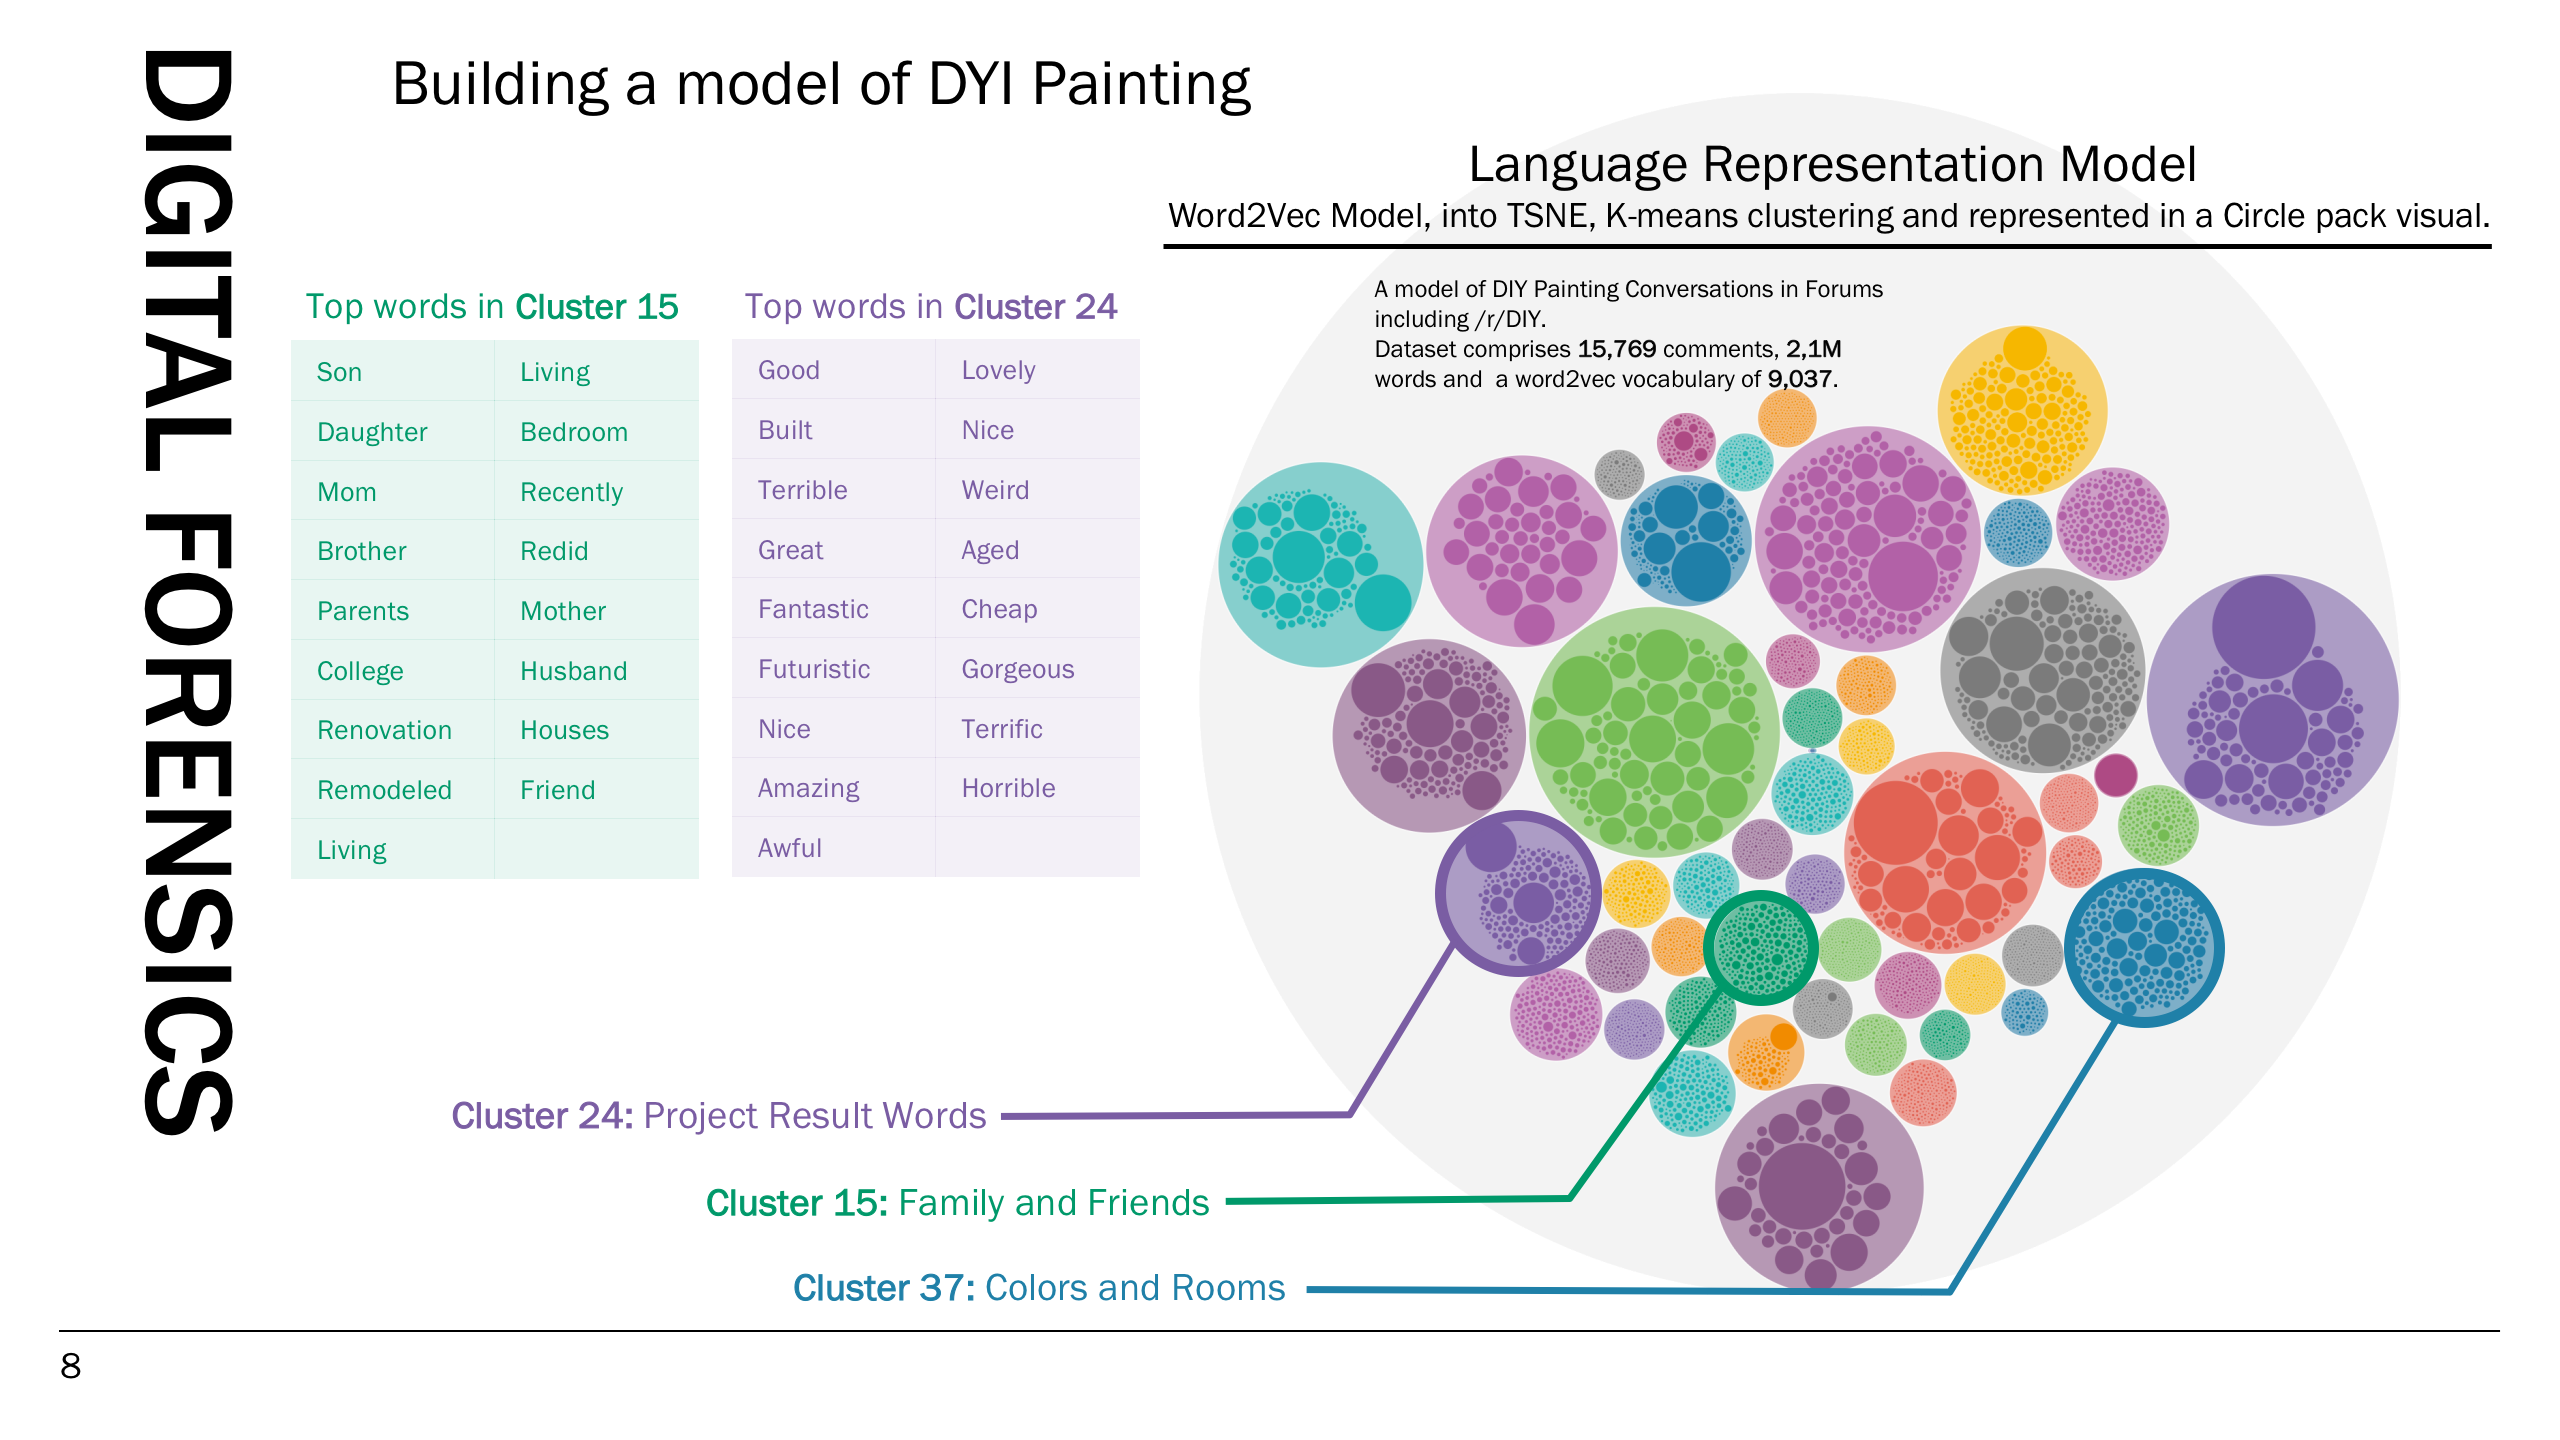 DIGITAL FORENSICS
Building a model of DYI Painting
Language Representation Model
Word2Vec Model, into TSNE, K-means clustering and represented in a Circle pack visual.
A model of DIY Painting Conversations in Forums
including /r/DIY.
Dataset comprises 15,769 comments, 2,1M
words and a word2vec vocabulary of 9,037.
Top words in Cluster 15
Son Living
Daughter Bedroom
Mom Recently
Brother Redid
Parents Mother
College Husband
Renovation Houses
Remodeled Friend
Living
Top words in Cluster 24
Good Lovely
Built Nice
Terrible Weird
Great Aged
Fantastic Cheap
Futuristic Gorgeous
Nice Terrific
Amazing Horrible
Awful
Cluster 24: Project Result Words
Cluster 15: Family and Friends
Cluster 37: Colors and Rooms
8